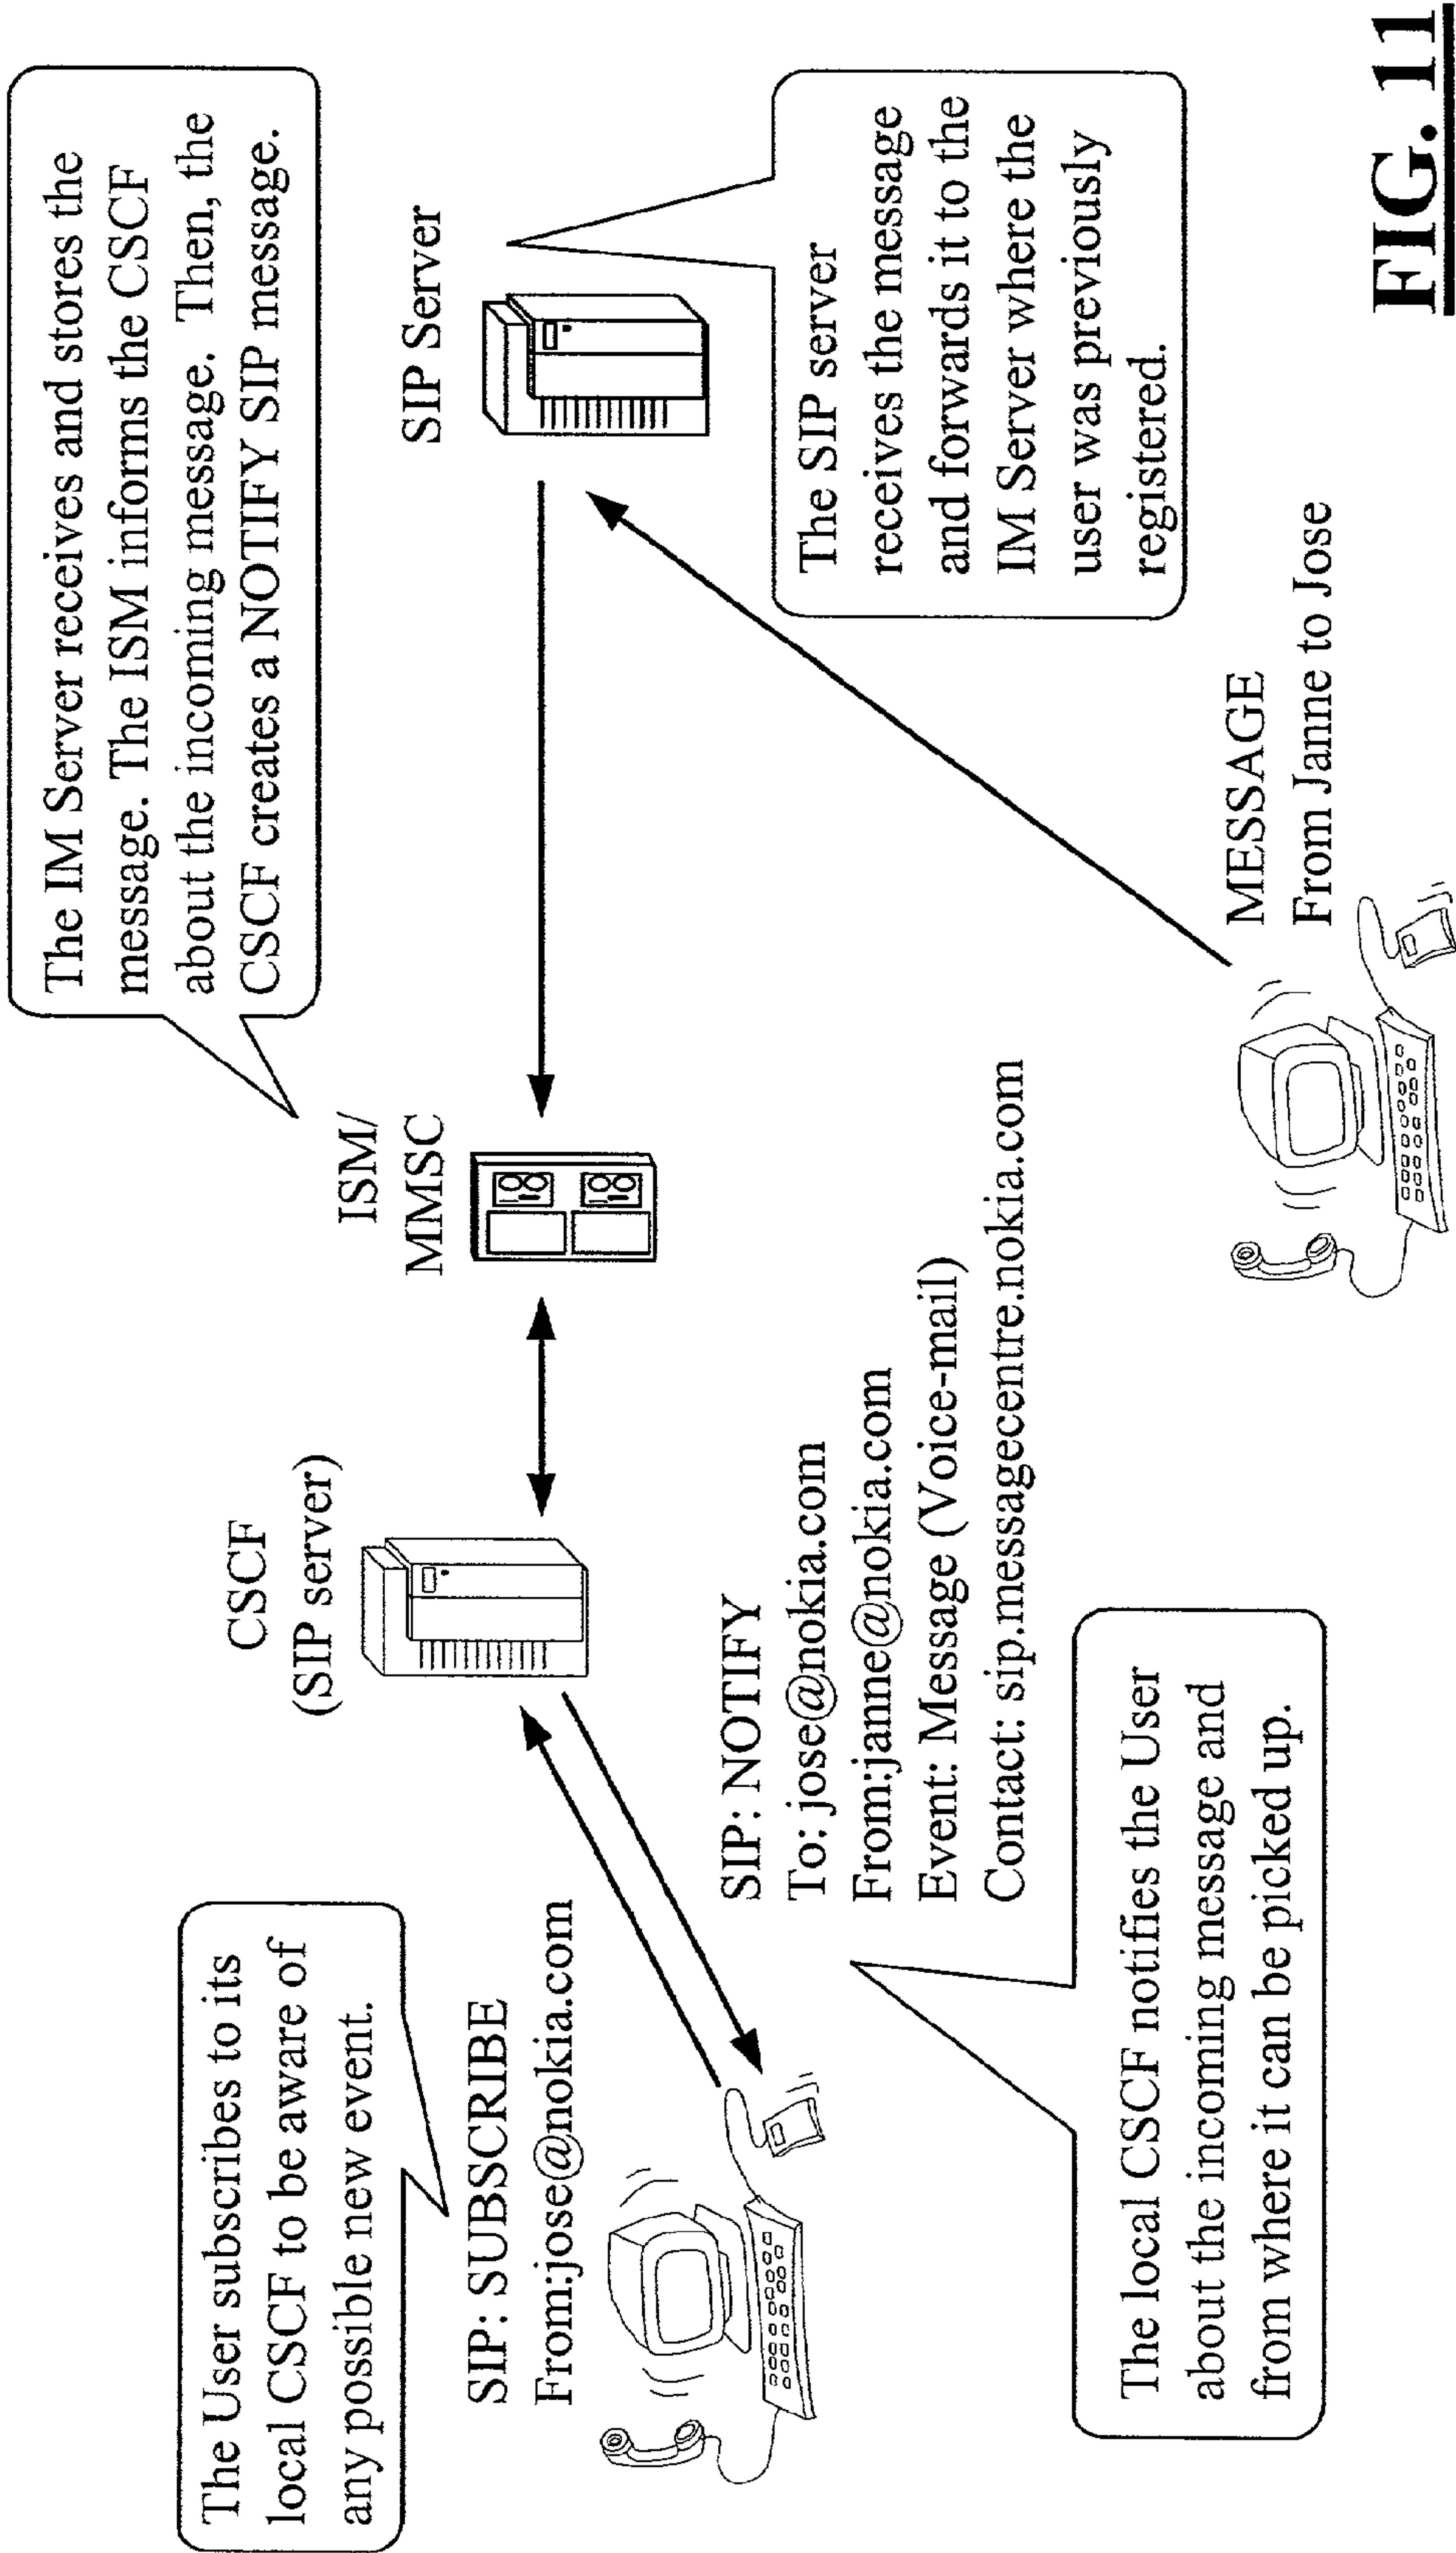 The User subscribes to its
local CSCF to be aware of
any possible new event.
SIP: SUBSCRIBE
From:jose@nokia.com
CSCF
(SIP server)
ISM/
MMSC
The IM Server receives and stores the
message. The ISM informs the CSCF
about the incoming message. Then, the
CSCF creates a NOTIFY SIP message.
SIP Server
The SIP server
receives the message
and forwards it to the
IM Server where the
user was previously
registered.
SIP: NOTIFY
To: jose@nokia.com
From:janne@nokia.com
Event: Message (Voice-mail)
Contact: sip.messagecentre.nokia.com
The local CSCF notifies the User
about the incoming message and
from where it can be picked up.
MESSAGE
From Janne to Jose
FIG. 11